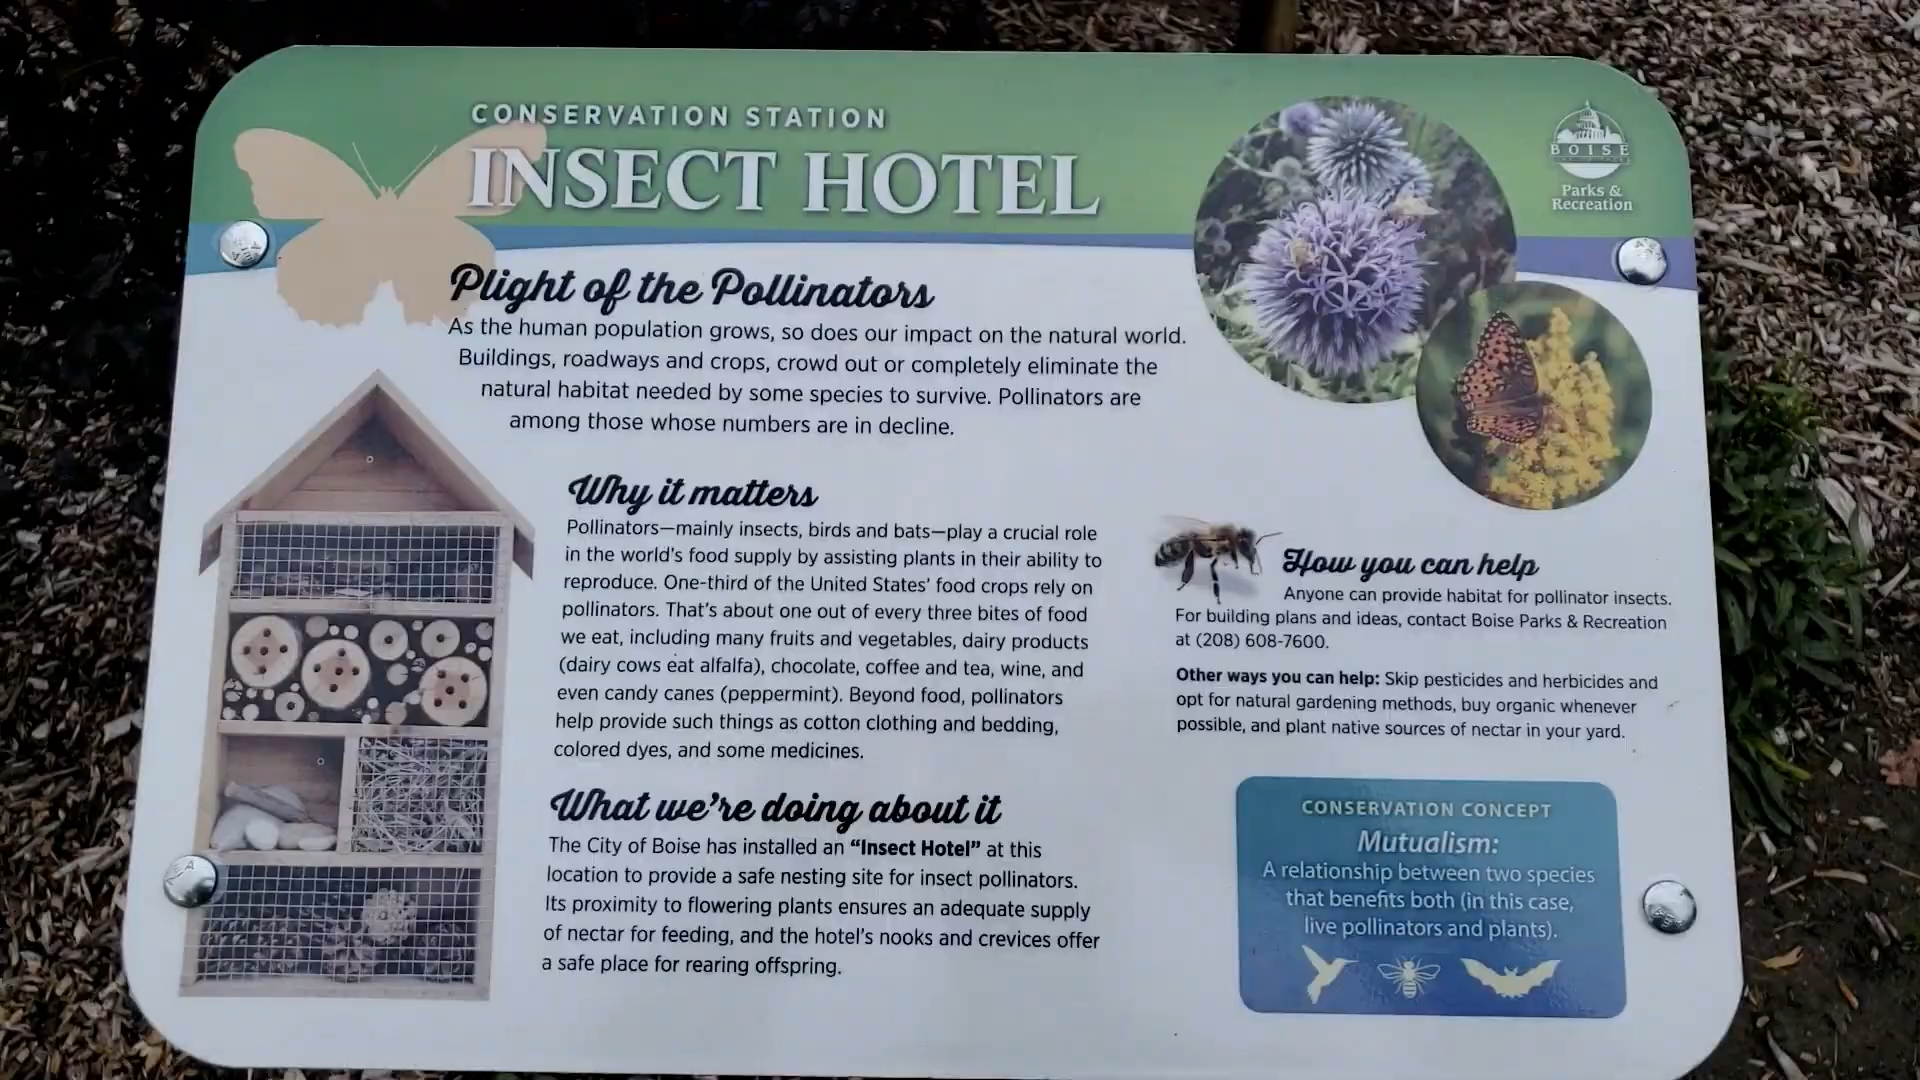 CONSERVATION STATION
INSECT HOTEL
BOISE
Parks &
Recreation
Plight of the Pollinators
As the human population grows, so does our impact on the natural world.
Buildings, roadways and crops, crowd out or completely eliminate the
natural habitat needed by some species to survive. Pollinators are
among those whose numbers are in decline.
Why it matters
Pollinators—mainly insects, birds and bats—play a crucial role
in the world's food supply by assisting plants in their ability to
reproduce. One-third of the United States' food crops rely on
pollinators. That's about one out of every three bites of food
we eat, including many fruits and vegetables, dairy products
(dairy cows eat alfalfa), chocolate, coffee and tea, wine, and
even candy canes (peppermint). Beyond food, pollinators
help provide such things as cotton clothing and bedding,
colored dyes, and some medicines.
What we're doing about it
The City of Boise has installed an “Insect Hotel” at this
location to provide a safe nesting site for insect pollinators.
Its proximity to flowering plants ensures an adequate supply
of nectar for feeding, and the hotel's nooks and crevices offer
a safe place for rearing offspring.
How you can help
Anyone can provide habitat for pollinator insects.
For building plans and ideas, contact Boise Parks & Recreation
at (208) 608-7600.
Other ways you can help: Skip pesticides and herbicides and
opt for natural gardening methods, buy organic whenever
possible, and plant native sources of nectar in your yard.
CONSERVATION CONCEPT
Mutualism:
A relationship between two species
that benefits both (in this case,
live pollinators and plants).